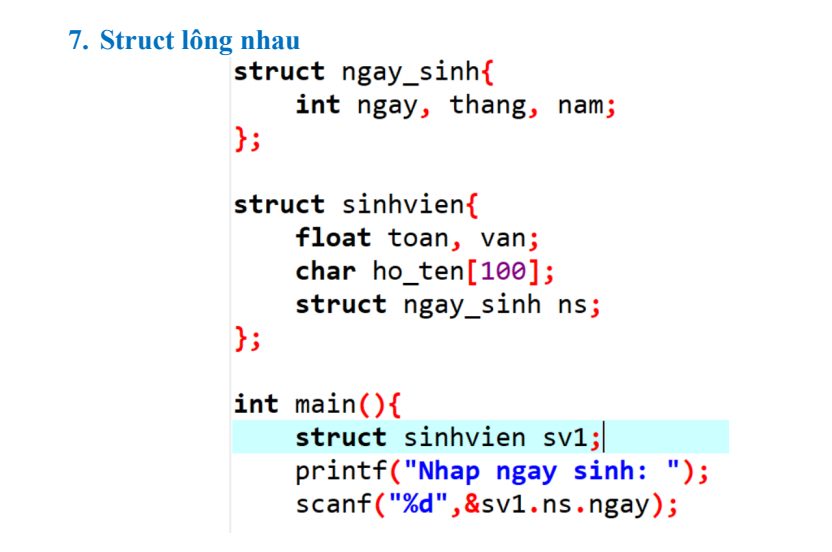 7. Struct lồng nhau
struct ngay_sinh{
    int ngay, thang, nam;
};
struct sinhvien{
    float toan, van;
    char ho_ten[100];
    struct ngay_sinh ns;
};
int main(){
    struct sinhvien sv1;
    printf("Nhap ngay sinh: ");
    scanf("%d",&sv1.ns.ngay);